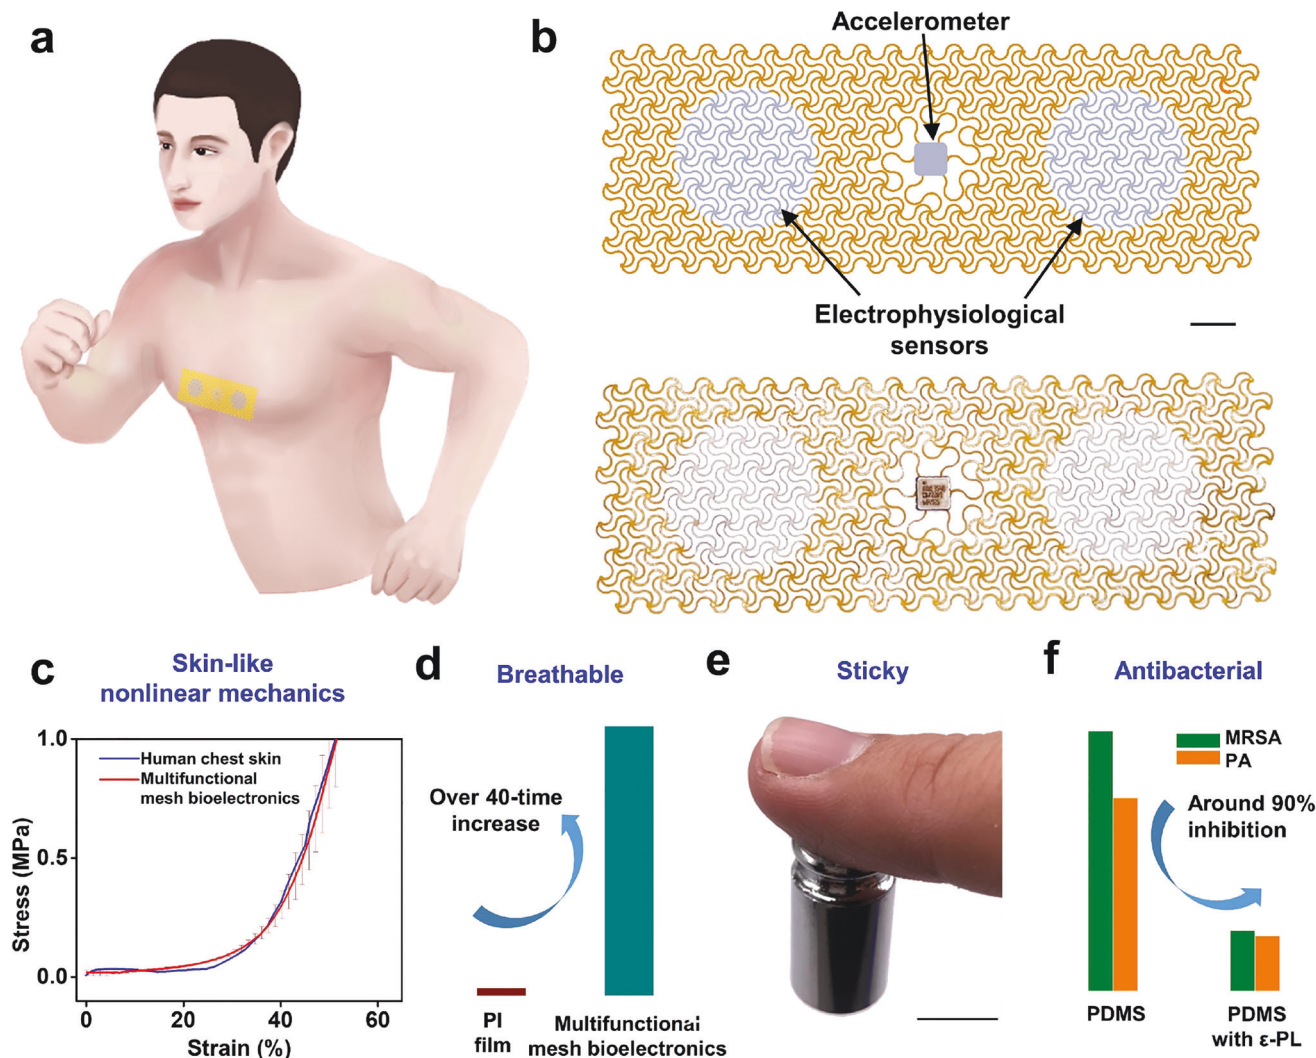 a
b
Accelerometer
Electrophysiological
sensors
c
Skin-like
nonlinear mechanics
1.0
0.5
0.0
Stress (MPa)
Human chest skin
Multifunctional
mesh bioelectronics
0
20
40
60
Strain (%)
d
Breathable
Over 40-time
increase
PI
film
Multifunctional
mesh bioelectronics
e
Sticky
f
Antibacterial
MRSA
PA
Around 90%
inhibition
PDMS
PDMS
with ε-PL